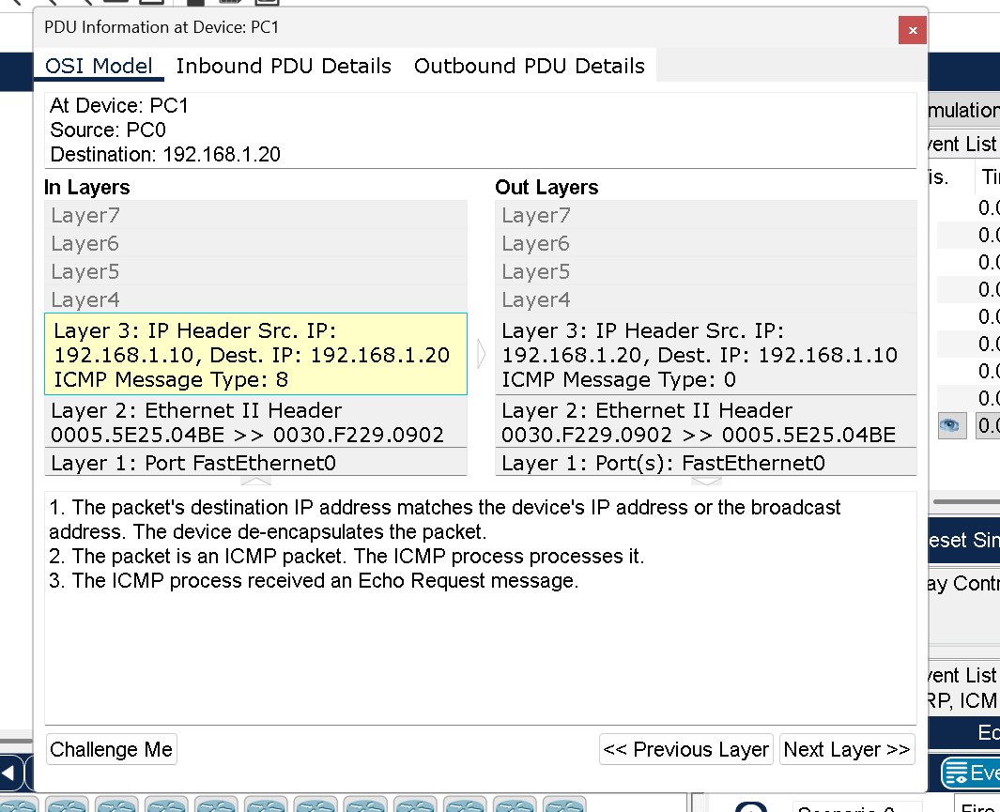 PDU Information at Device: PC1
OSI Model
Inbound PDU Details
Outbound PDU Details
At Device: PC1
Source: PC0
Destination: 192.168.1.20
In Layers
Layer7
Layer6
Layer5
Layer4
Layer 3: IP Header Src. IP:
192.168.1.10, Dest. IP: 192.168.1.20
ICMP Message Type: 8
Layer 2: Ethernet II Header
0005.5E25.04BE >> 0030.F229.0902
Layer 1: Port FastEthernet0
Out Layers
Layer7
Layer6
Layer5
Layer4
Layer 3: IP Header Src. IP:
192.168.1.20, Dest. IP: 192.168.1.10
ICMP Message Type: 0
Layer 2: Ethernet II Header
0030.F229.0902 >> 0005.5E25.04BE
Layer 1: Port(s): FastEthernet0
1. The packet's destination IP address matches the device's IP address or the broadcast
address. The device de-encapsulates the packet.
2. The packet is an ICMP packet. The ICMP process processes it.
3. The ICMP process received an Echo Request message.
Challenge Me
<< Previous Layer
Next Layer >>
mulation
vent List
is.
Ti
0.0
0.0
0.0
0.0
0.0
0.0
0.0
0.0
0.0
eset Sin
ay Contr
vent List
RP, ICM
Ed
Eve
Fire